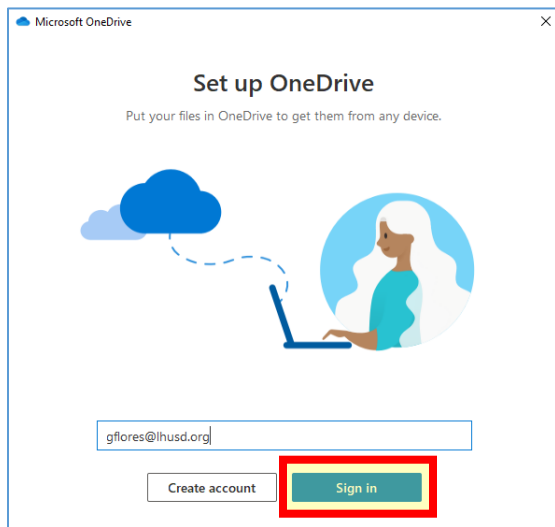 Microsoft OneDrive
Set up OneDrive
Put your files in OneDrive to get them from any device.
gflores@lhusd.org
Create account
Sign in